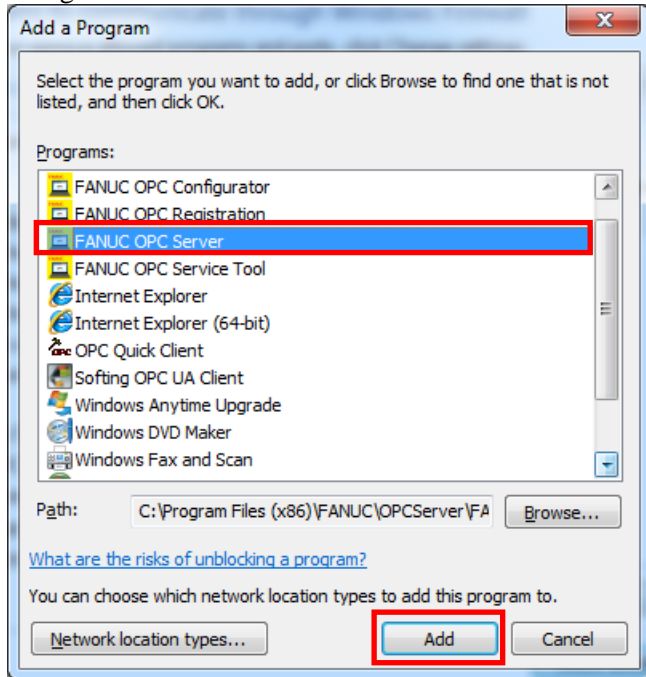 Add a Program
Select the program you want to add, or click Browse to find one that is not
listed, and then click OK.
Programs:
FANUC OPC Configurator
FANUC OPC Registration
FANUC OPC Server
FANUC OPC Service Tool
Internet Explorer
Internet Explorer (64-bit)
OPC Quick Client
Softing OPC UA Client
Windows Anytime Upgrade
Windows DVD Maker
Windows Fax and Scan
Path: C:\Program Files (x86)\FANUC\OPCServer\FA Browse...
What are the risks of unblocking a program?
You can choose which network location types to add this program to.
Network location types... Add Cancel